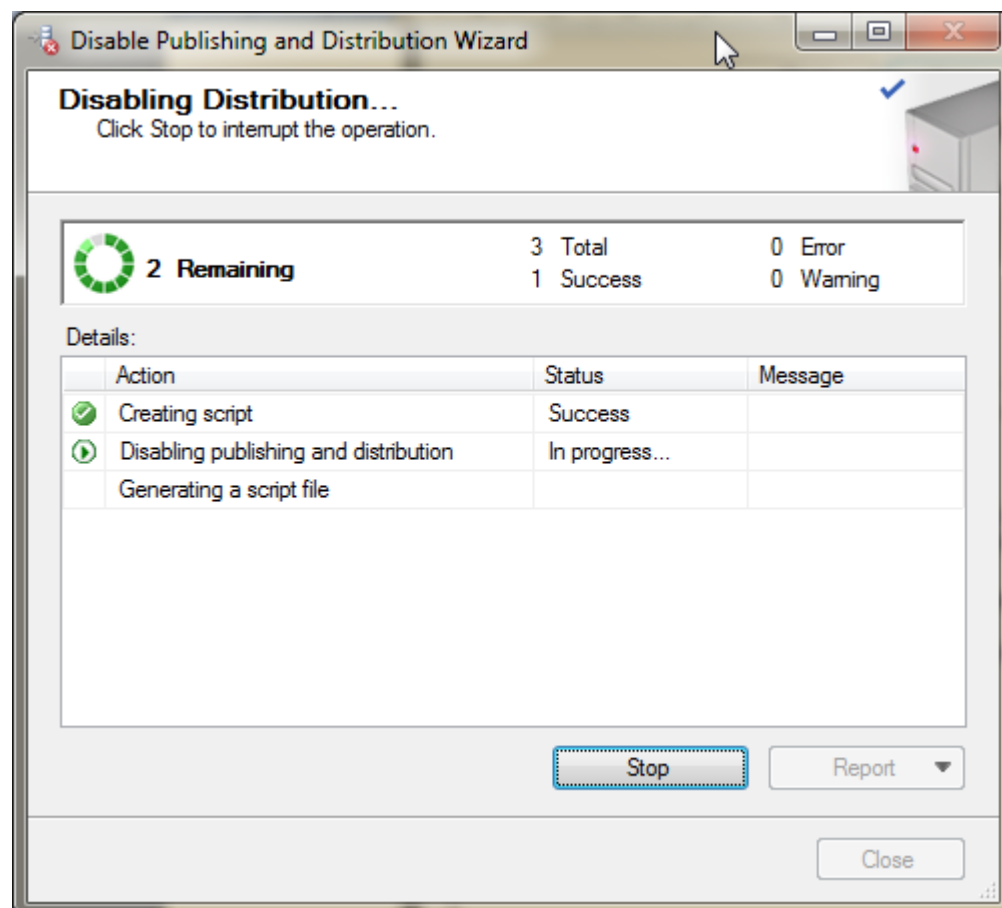 Disable Publishing and Distribution Wizard
Disabling Distribution...
Click Stop to interrupt the operation.
2 Remaining
3 Total
0 Error
1 Success
0 Warning
Details:
Action Status Message
Creating script Success
Disabling publishing and distribution In progress...
Generating a script file
Stop
Report
Close